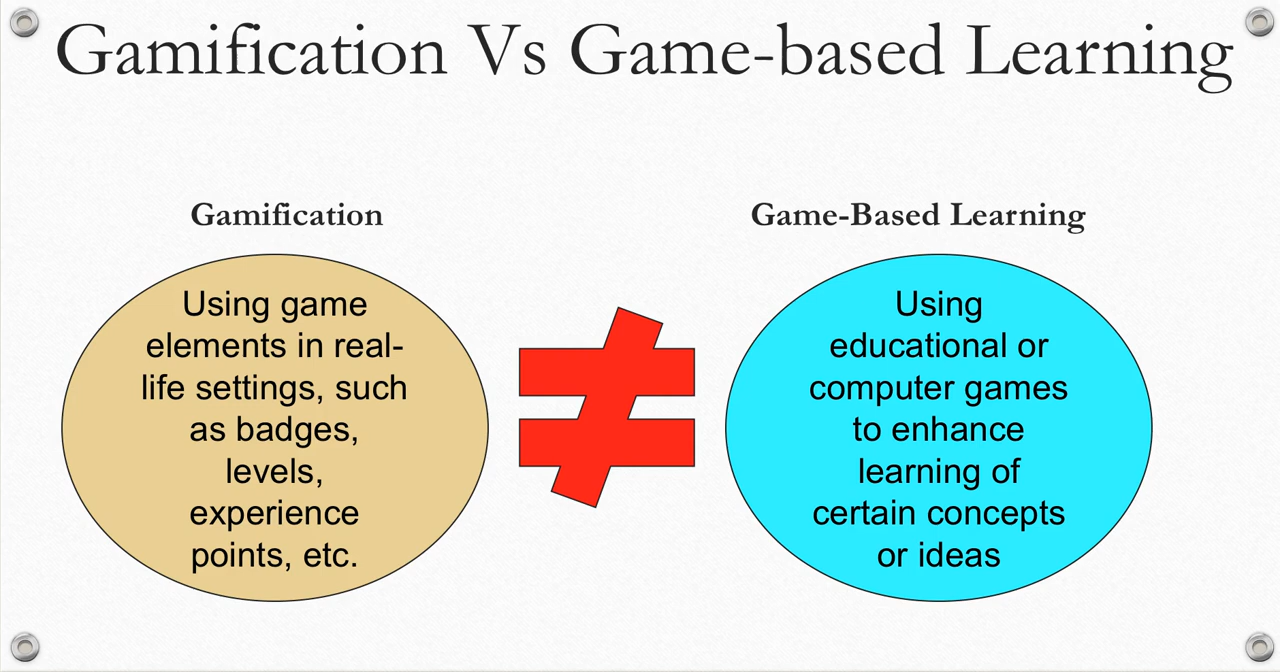 Gamification Vs Game-based Learning
Gamification
Using game
elements in real-
life settings, such
as badges,
levels,
experience
points, etc.
Game-Based Learning
Using
educational or
computer games
to enhance
learning of
certain concepts
or ideas